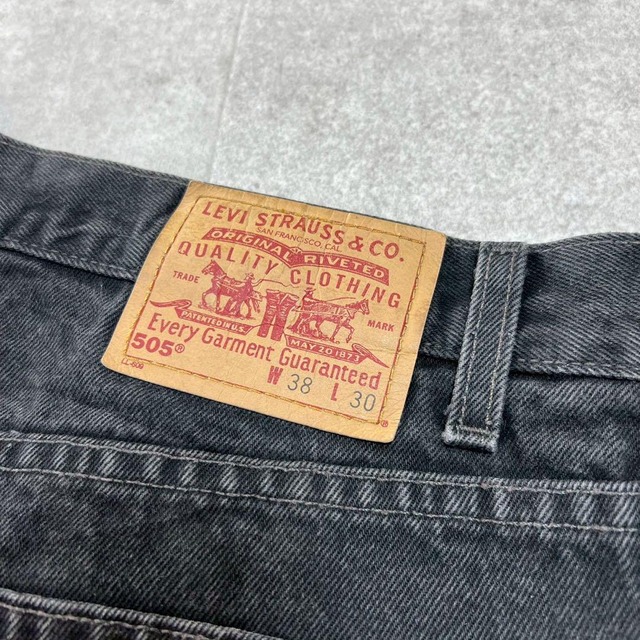 LEVI STRAUSS & CO.
SAN FRANCISCO, CAL.
ORIGINAL RIVETED
QUALITY CLOTHING
TRADE MARK
PATENTED IN U.S. MAY 20 1873
Every Garment Guaranteed
505®
W 38 L 30
®